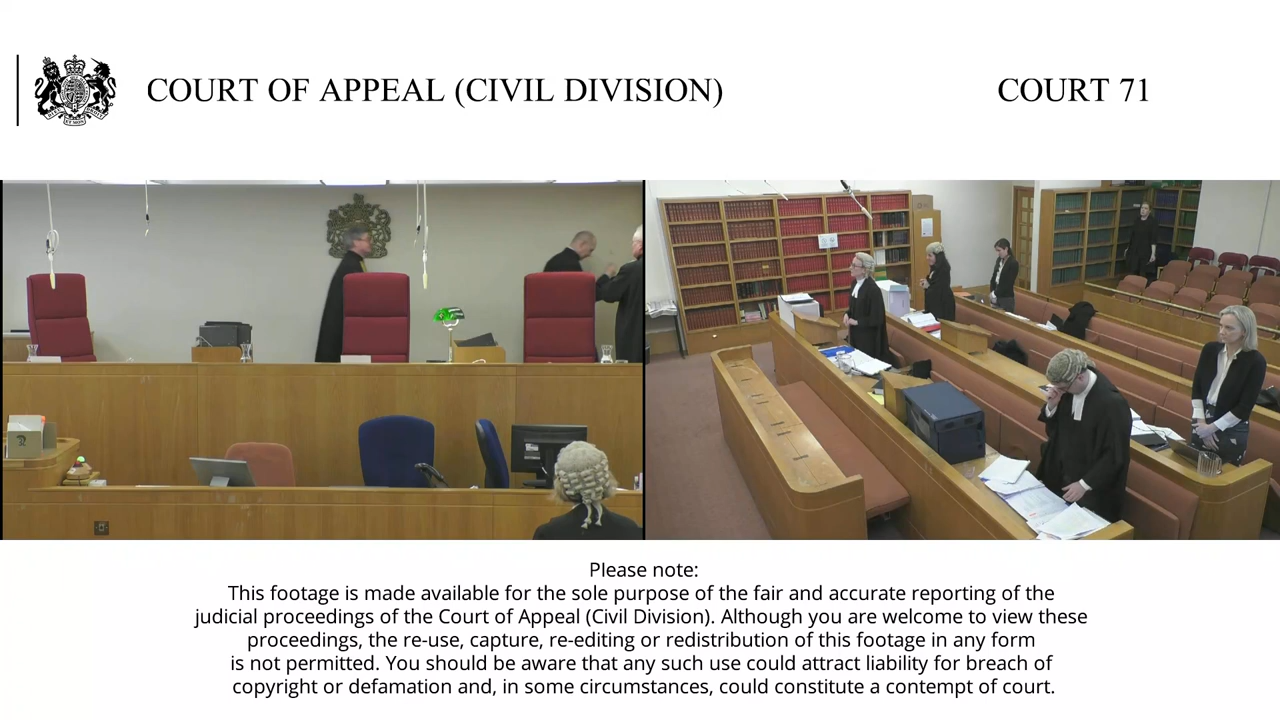 COURT OF APPEAL (CIVIL DIVISION)
COURT 71
Please note:
This footage is made available for the sole purpose of the fair and accurate reporting of the
judicial proceedings of the Court of Appeal (Civil Division). Although you are welcome to view these
proceedings, the re-use, capture, re-editing or redistribution of this footage in any form
is not permitted. You should be aware that any such use could attract liability for breach of
copyright or defamation and, in some circumstances, could constitute a contempt of court.